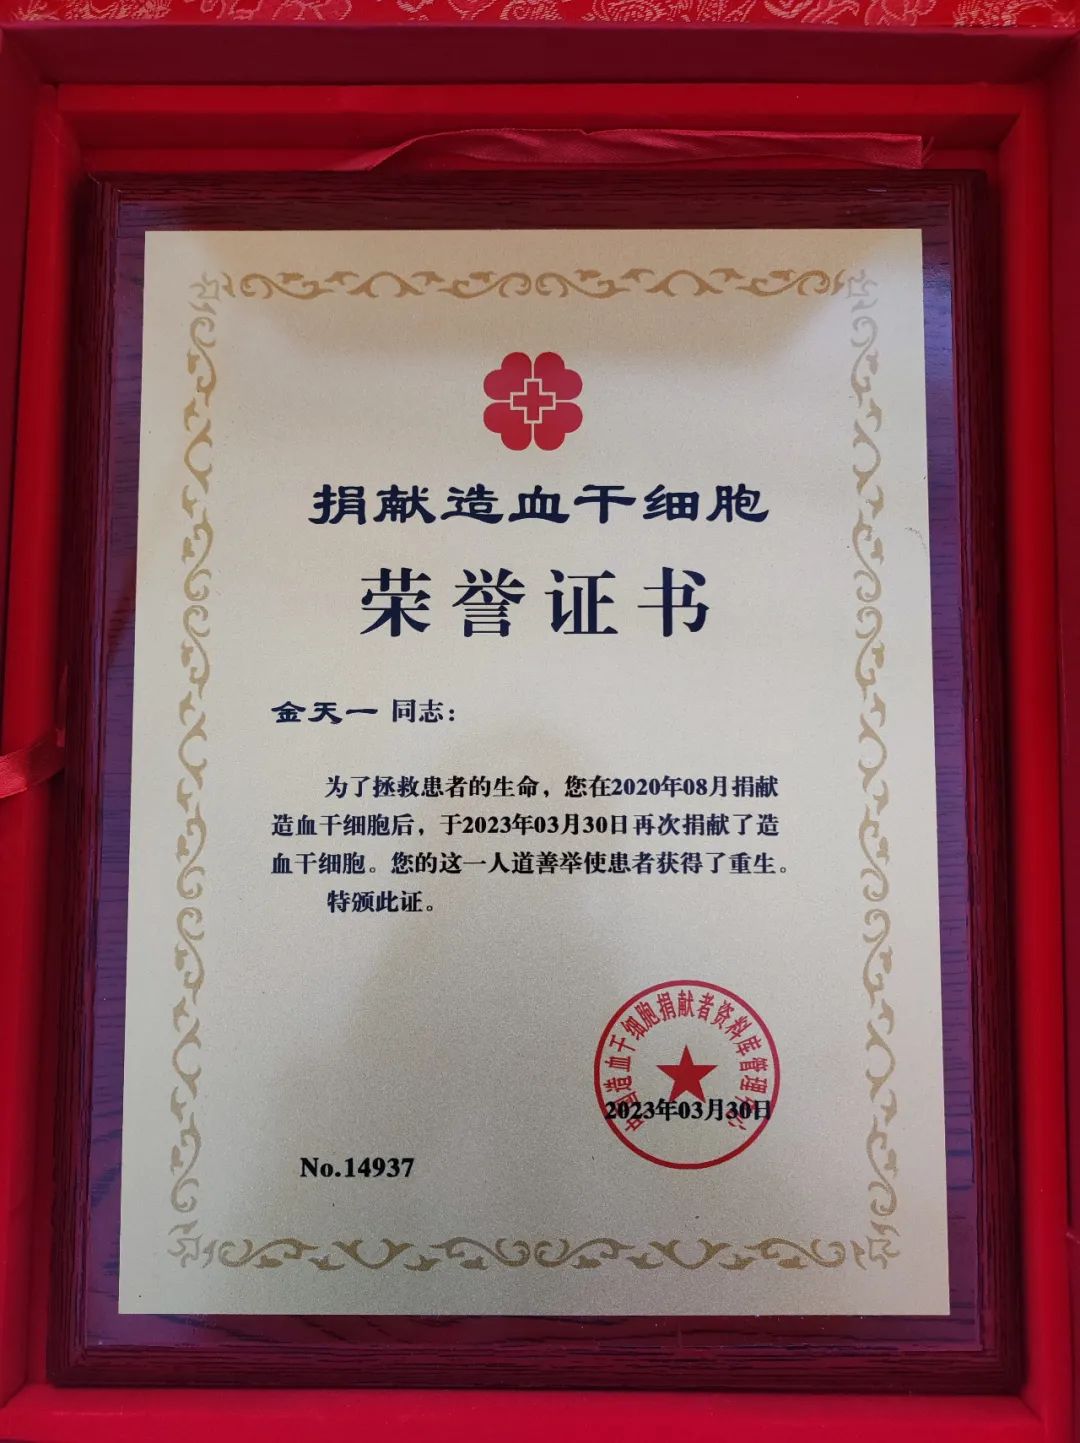 捐献造血干细胞
荣誉证书
金天一 同志：
为了拯救患者的生命，您在2020年08月捐献
造血干细胞后，于2023年03月30日再次捐献了造
血干细胞。您的这一人道善举使患者获得了重生。
特颁此证。
中国造血干细胞捐献者资料库管理中心
2023年03月30日
No.14937